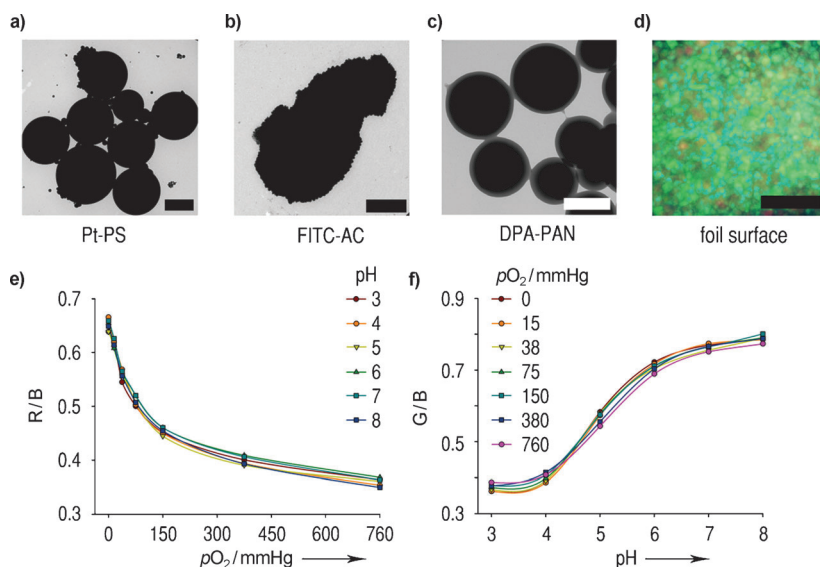 a)
b)
c)
d)
Pt-PS
FITC-AC
DPA-PAN
foil surface
e)
pH
3
4
5
6
7
8
0.7
0.6
0.5
0.4
0.3
R/B
0 150 300 450 600 760
pO₂/mmHg
f)
pO₂/mmHg
0
15
38
75
150
380
760
0.9
0.7
0.5
0.3
G/B
3 4 5 6 7 8
pH